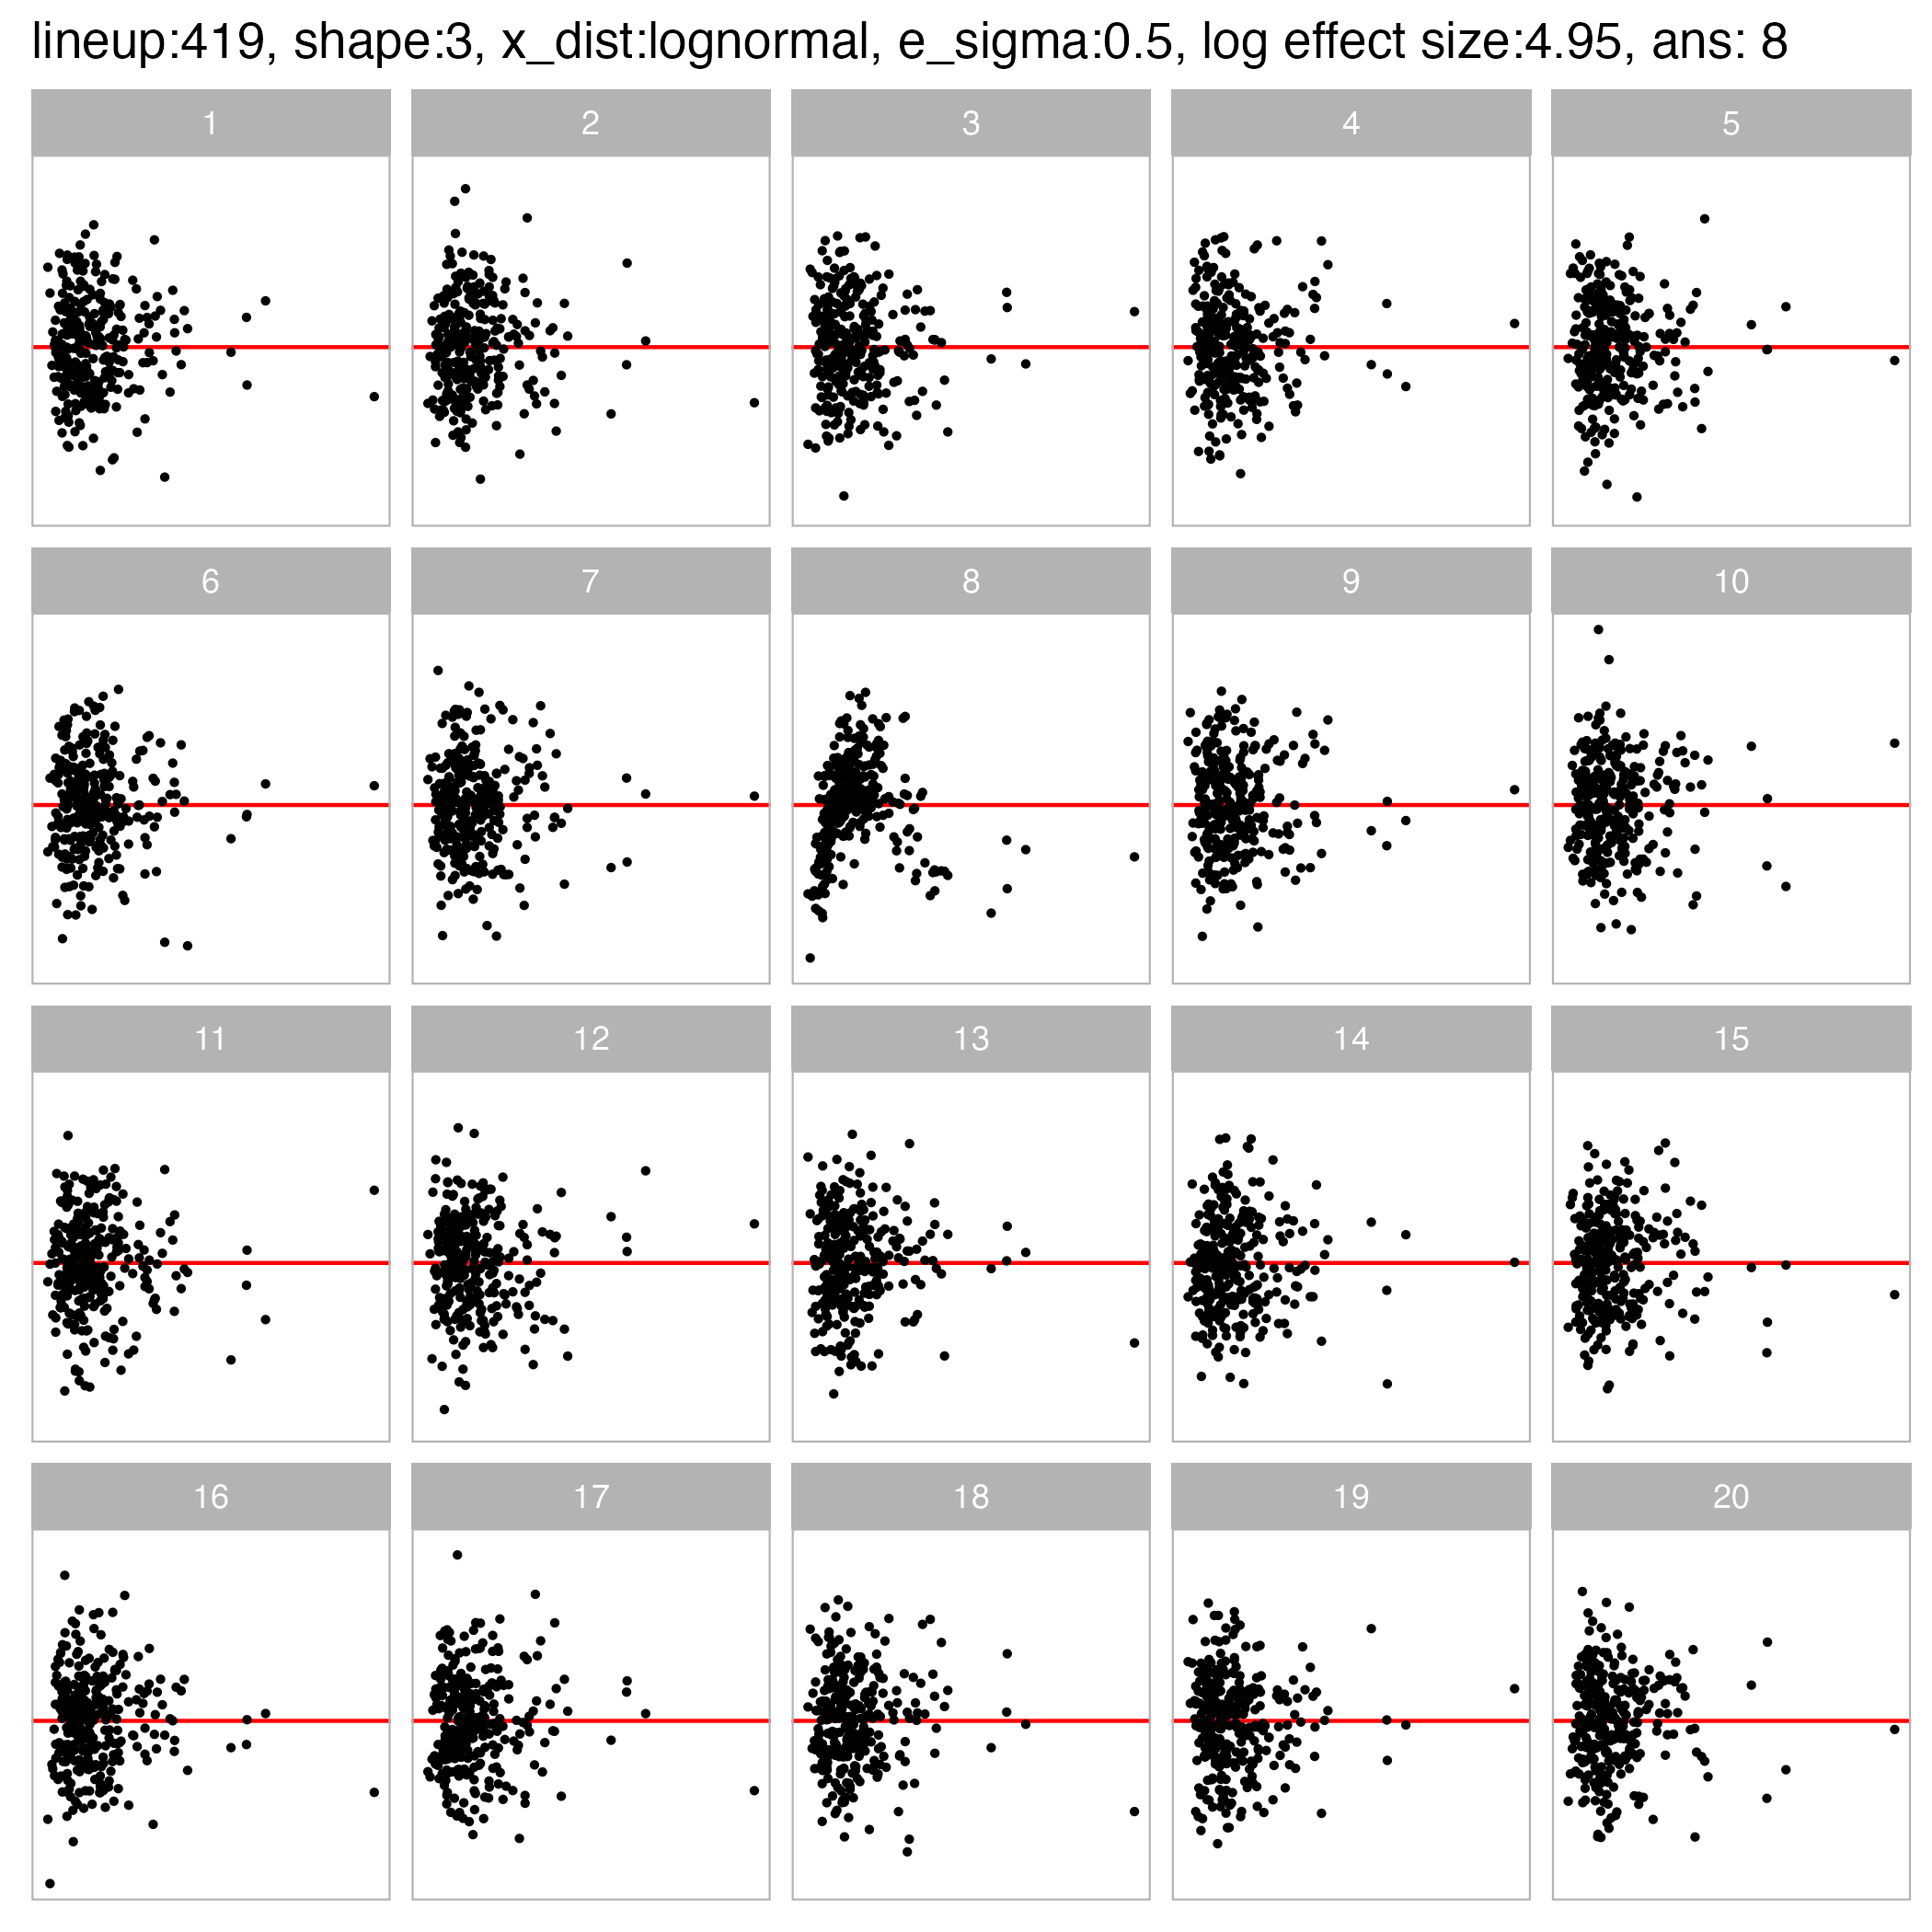 lineup:419, shape:3, x_dist:lognormal, e_sigma:0.5, log effect size:4.95, ans: 8
1 2 3 4 5
6 7 8 9 10
11 12 13 14 15
16 17 18 19 20